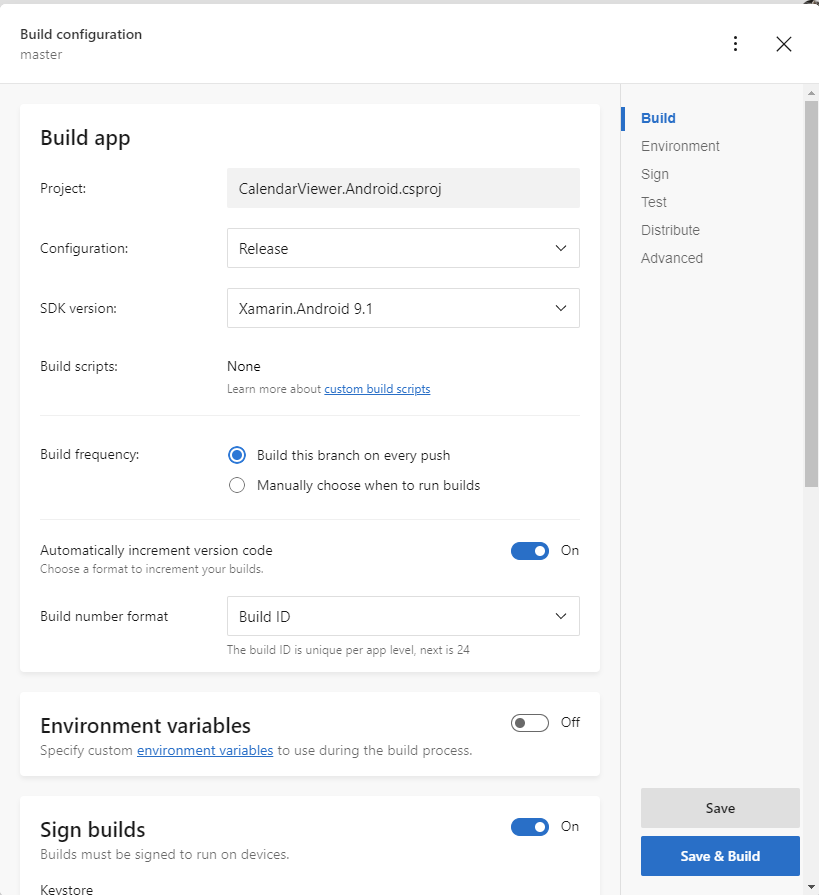 Build configuration
master
Build app
Project:
CalendarViewer.Android.csproj
Configuration:
Release
SDK version:
Xamarin.Android 9.1
Build scripts:
None
Learn more about custom build scripts
Build frequency:
Build this branch on every push
Manually choose when to run builds
Automatically increment version code
On
Choose a format to increment your builds.
Build number format
Build ID
The build ID is unique per app level, next is 24
Environment variables
Off
Specify custom environment variables to use during the build process.
Sign builds
On
Builds must be signed to run on devices.
Keystore
Build
Environment
Sign
Test
Distribute
Advanced
Save
Save & Build